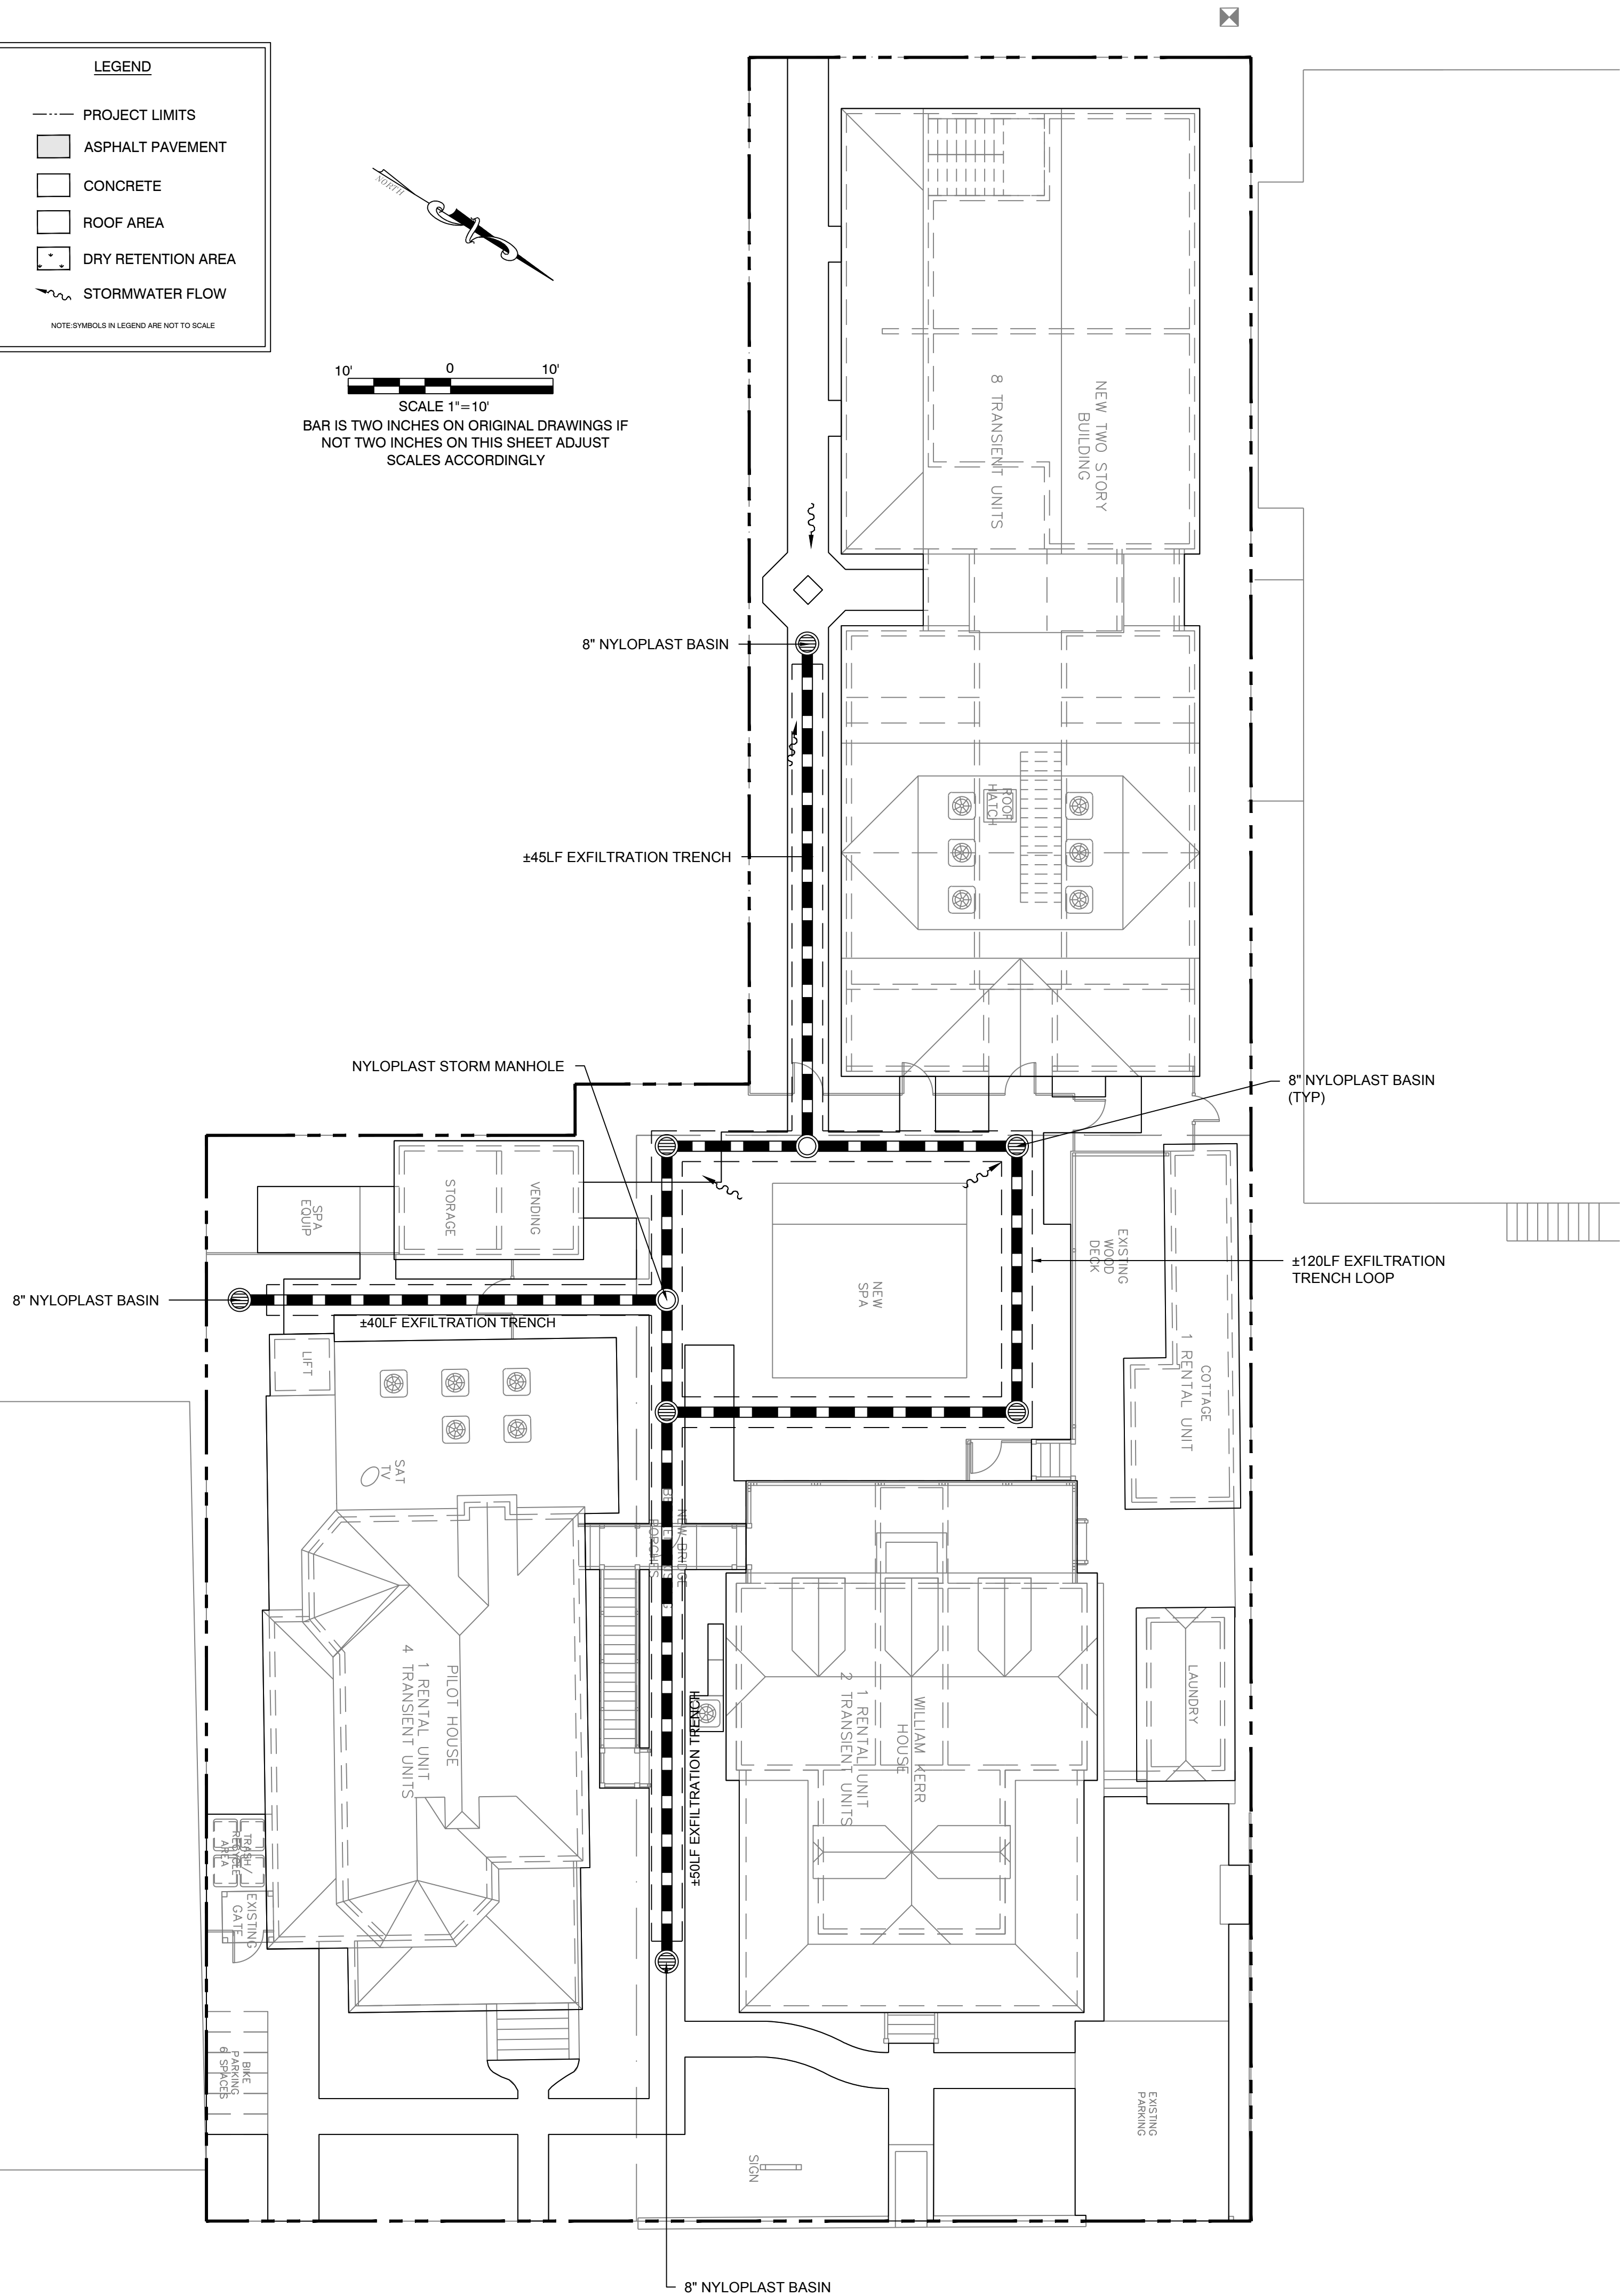 LEGEND
PROJECT LIMITS
ASPHALT PAVEMENT
CONCRETE
ROOF AREA
DRY RETENTION AREA
STORMWATER FLOW
NOTE:SYMBOLS IN LEGEND ARE NOT TO SCALE
NORTH
10' 0 10'
SCALE 1"=10'
BAR IS TWO INCHES ON ORIGINAL DRAWINGS IF
NOT TWO INCHES ON THIS SHEET ADJUST
SCALES ACCORDINGLY
NEW TWO STORY
BUILDING
8 TRANSIENT UNITS
8" NYLOPLAST BASIN
ROOF
HATCH
±45LF EXFILTRATION TRENCH
NYLOPLAST STORM MANHOLE
8" NYLOPLAST BASIN
(TYP)
SPA
EQUIP
STORAGE
VENDING
EXISTING
WOOD
DECK
±120LF EXFILTRATION
TRENCH LOOP
NEW
SPA
8" NYLOPLAST BASIN
±40LF EXFILTRATION TRENCH
LIFT
COTTAGE
1 RENTAL UNIT
SAT
TV
NEW BRIDGE
PORCHES
PILOT HOUSE
1 RENTAL UNIT
4 TRANSIENT UNITS
±50LF EXFILTRATION TRENCH
WILLIAM KERR
HOUSE
1 RENTAL UNIT
2 TRANSIENT UNITS
LAUNDRY
TRASH/
RECYCLE
AREA
EXISTING
GATE
BIKE
PARKING
6 SPACES
EXISTING
PARKING
SIGN
8" NYLOPLAST BASIN